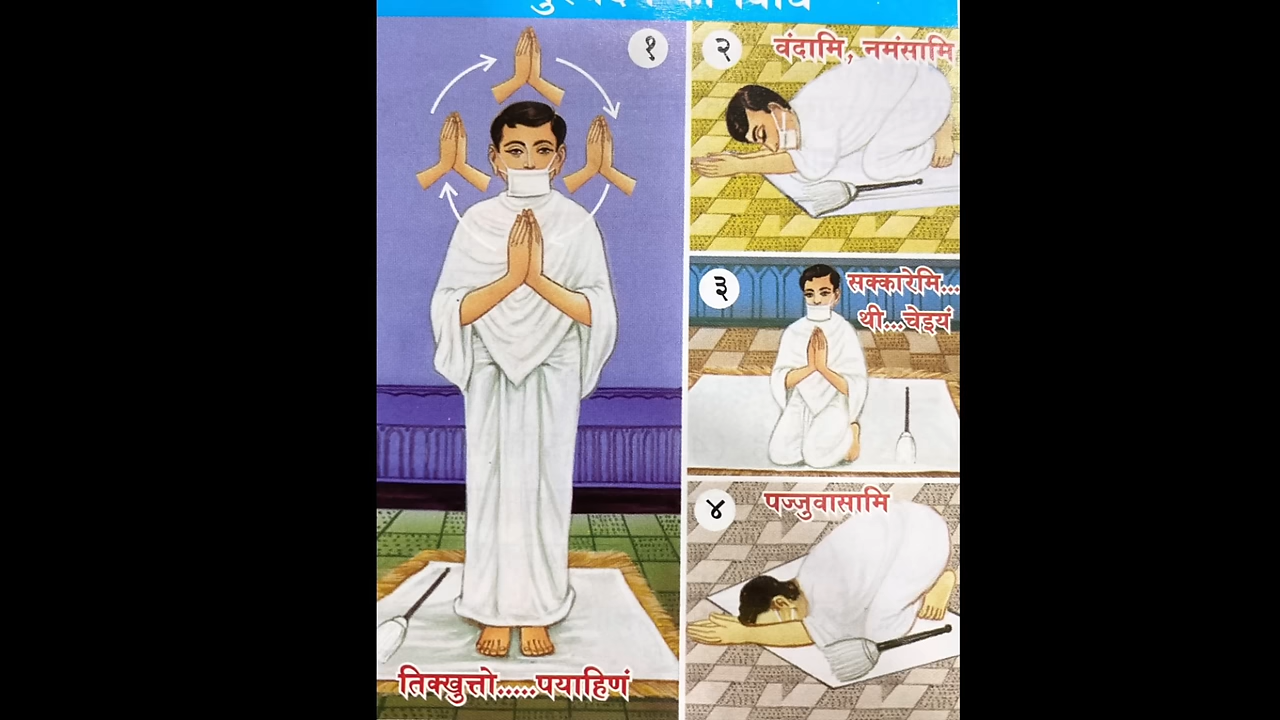 १
तिक्खुत्तो.....पयाहिणं
२
वंदामि, नमंसामि
३
सक्कारेमि...
थी...चेइयं
४
पज्जुवासामि